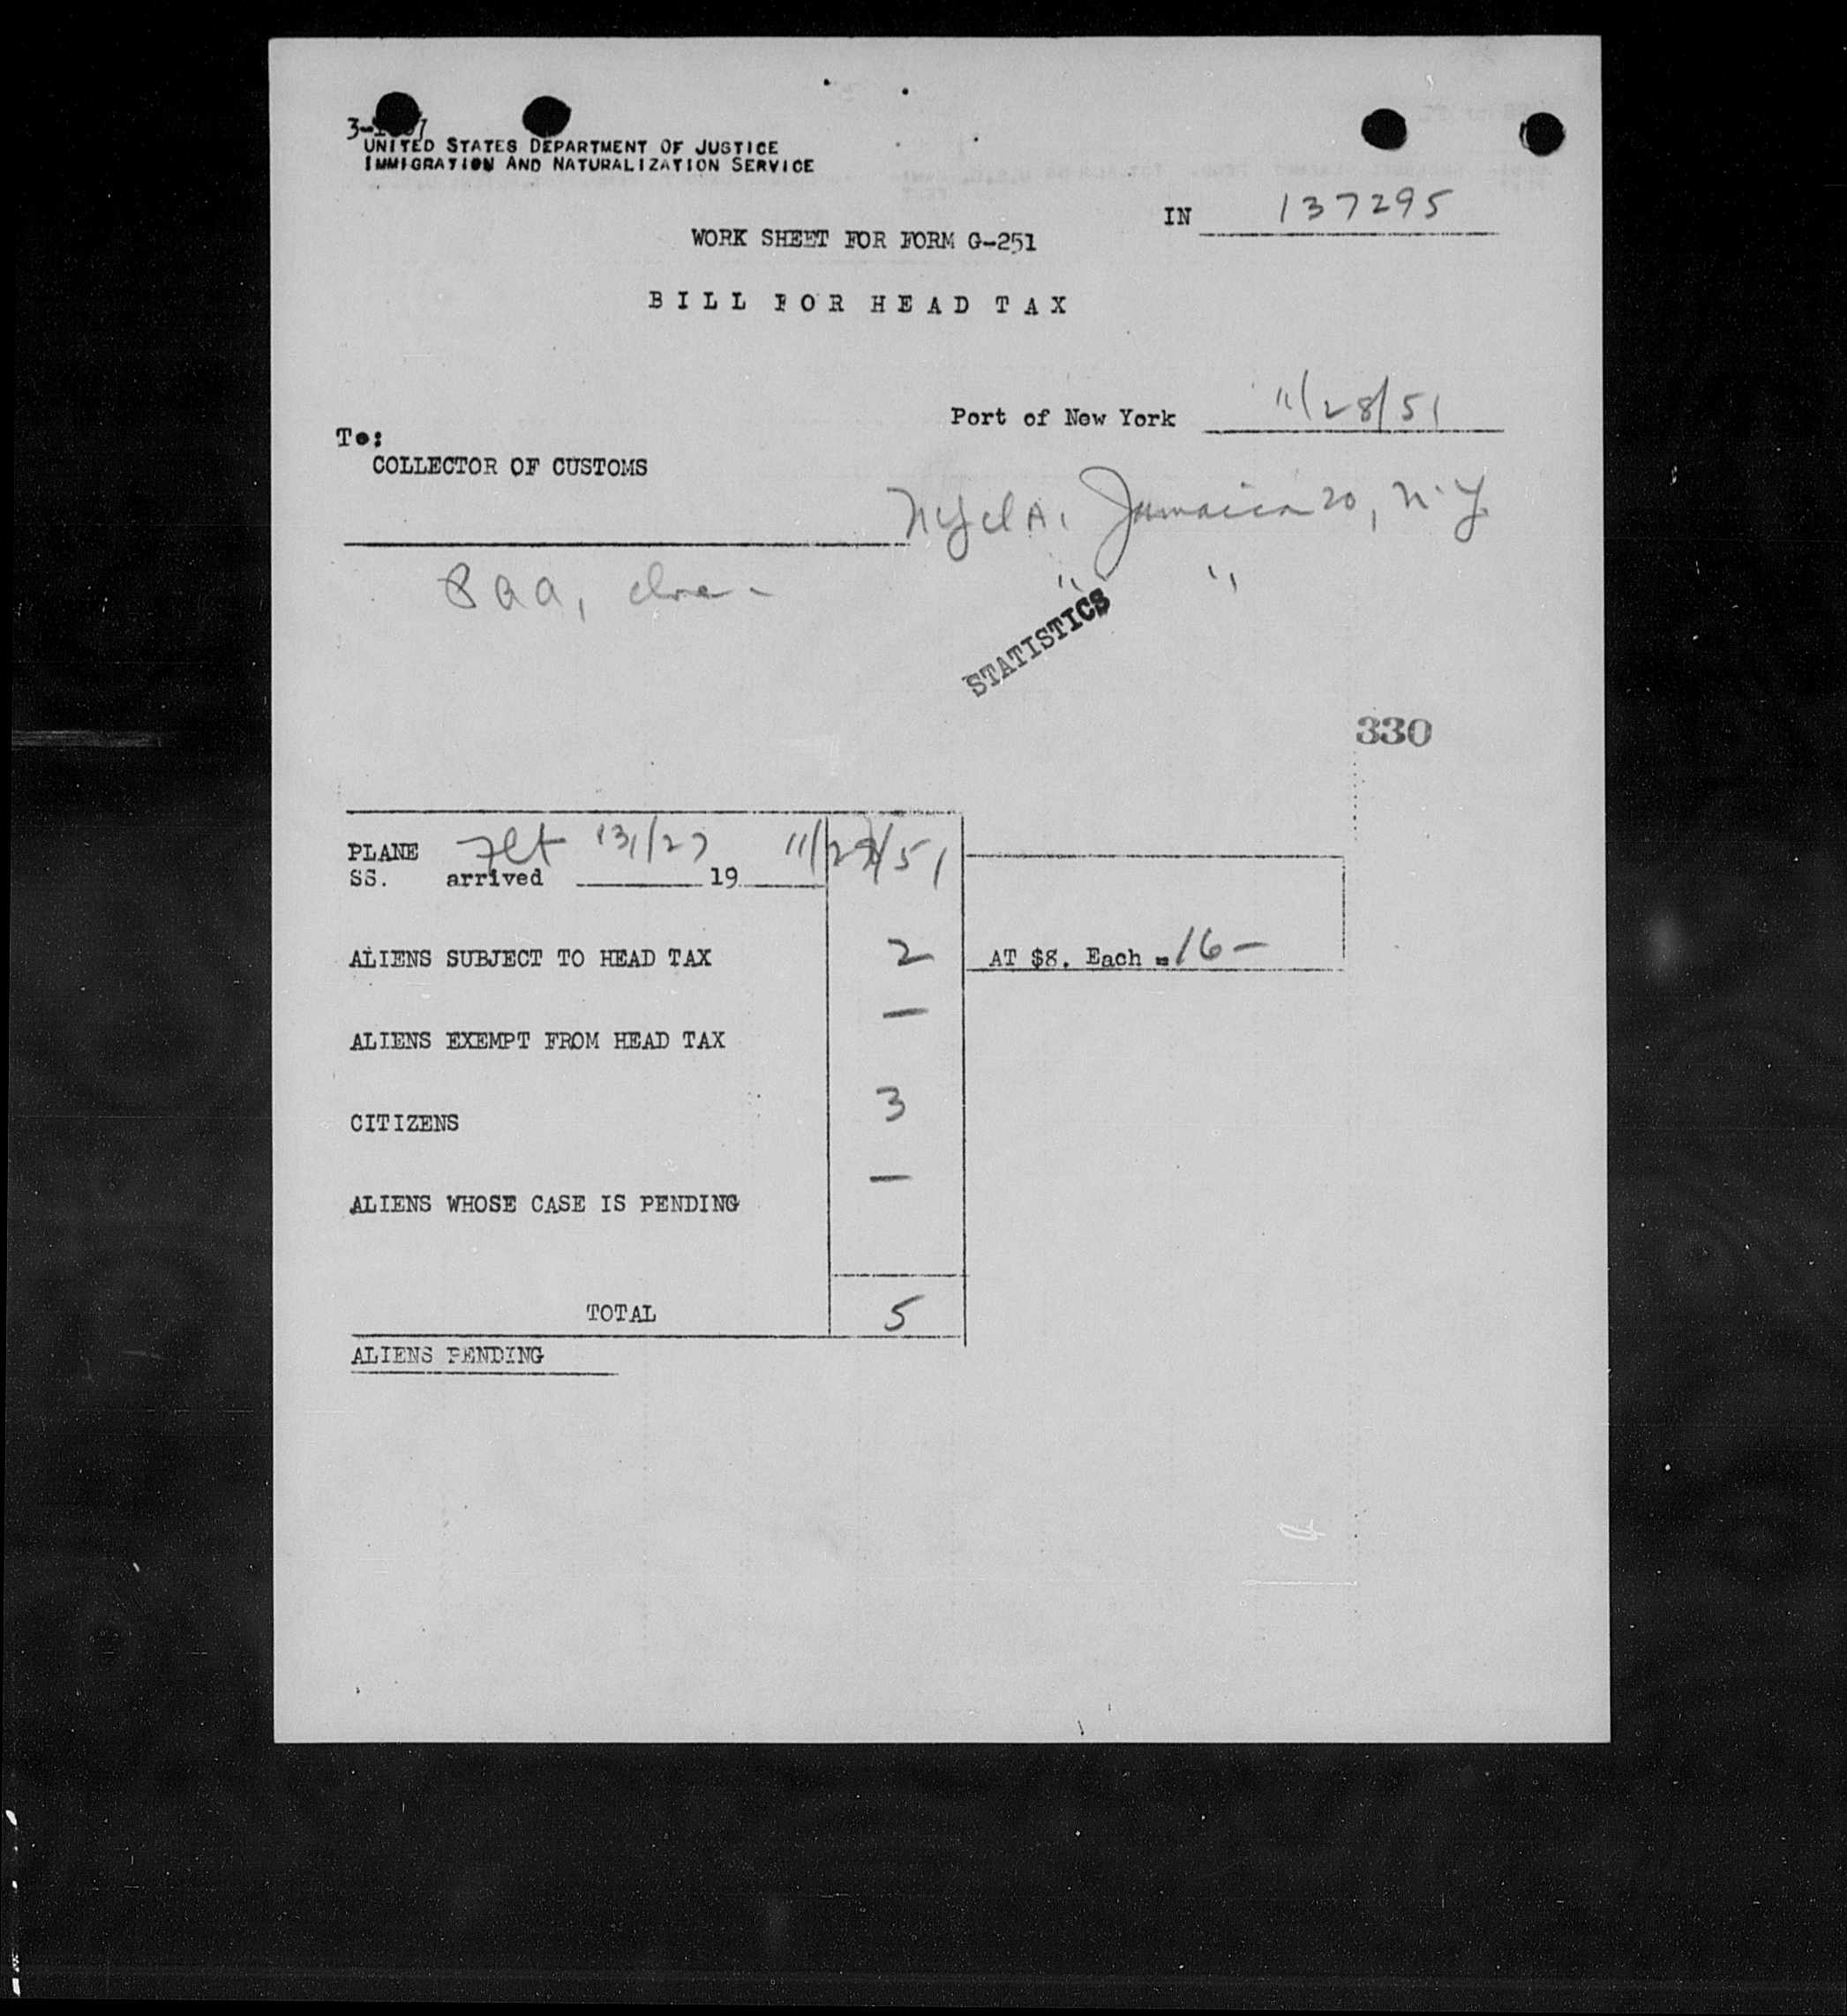 UNITED STATES DEPARTMENT OF JUSTICE
IMMIGRATION AND NATURALIZATION SERVICE
IN 137295
WORK SHEET FOR FORM G-251
BILL FOR HEAD TAX
Port of New York 11/28/51
To:
COLLECTOR OF CUSTOMS
Jamaica 20, N.Y.
PAA, " "
STATISTICS
330
PLANE Flt 131/27 11/27/51
SS. arrived 19
ALIENS SUBJECT TO HEAD TAX 2 AT $8. Each = 16 —
ALIENS EXEMPT FROM HEAD TAX —
CITIZENS 3
ALIENS WHOSE CASE IS PENDING —
TOTAL 5
ALIENS PENDING